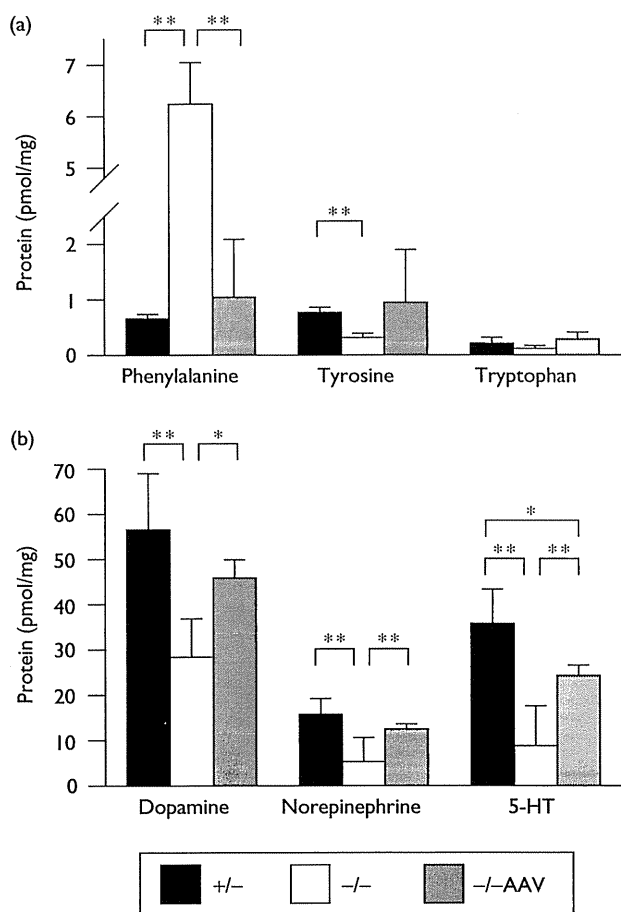 (a)
** **
7
6
5
**
2
1
0
Protein (pmol/mg)
Phenylalanine Tyrosine Tryptophan
(b)
** *
70
60
50
40
30
20
10
0
Protein (pmol/mg)
*
** **
** **
Dopamine Norepinephrine 5-HT
+/– –/– –/–AAV